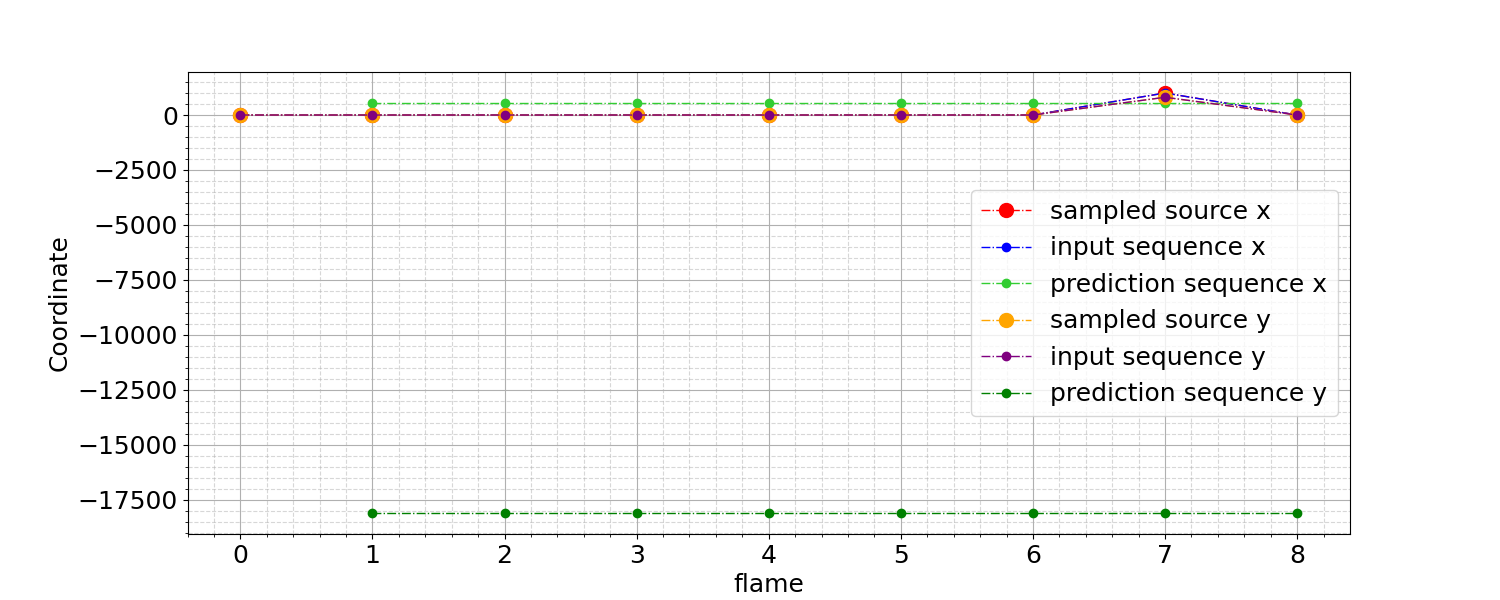 0
−2500
−5000
−7500
−10000
−12500
−15000
−17500
Coordinate
sampled source x
input sequence x
prediction sequence x
sampled source y
input sequence y
prediction sequence y
0 1 2 3 4 5 6 7 8
flame